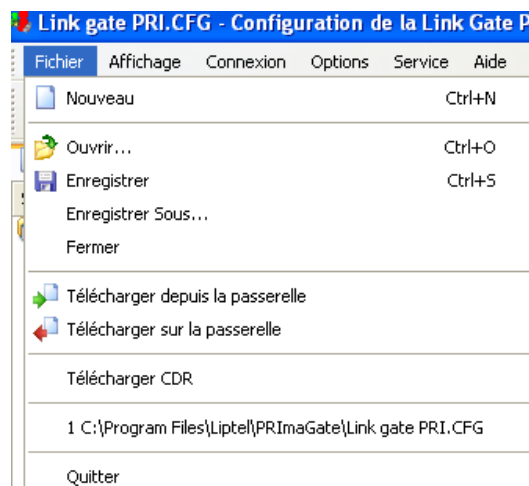 Link gate PRI.CFG - Configuration de la Link Gate P
Fichier Affichage Connexion Options Service Aide
Nouveau Ctrl+N
Ouvrir... Ctrl+O
Enregistrer Ctrl+S
Enregistrer Sous...
Fermer
Télécharger depuis la passerelle
Télécharger sur la passerelle
Télécharger CDR
1 C:\Program Files\Liptel\PRImaGate\Link gate PRI.CFG
Quitter